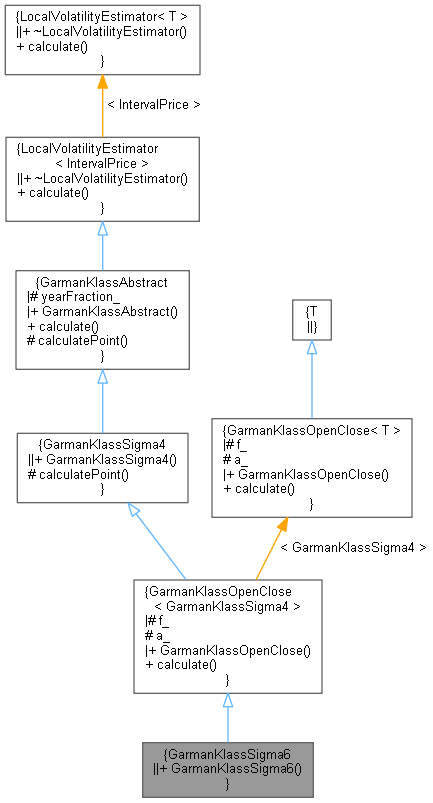 {LocalVolatilityEstimator< T >
||+ ~LocalVolatilityEstimator()
+ calculate()
}
< IntervalPrice >
{LocalVolatilityEstimator
< IntervalPrice >
||+ ~LocalVolatilityEstimator()
+ calculate()
}
{GarmanKlassAbstract
|# yearFraction_
|+ GarmanKlassAbstract()
+ calculate()
# calculatePoint()
}
{T
||}
{GarmanKlassSigma4
||+ GarmanKlassSigma4()
# calculatePoint()
}
{GarmanKlassOpenClose< T >
|# f_
# a_
|+ GarmanKlassOpenClose()
+ calculate()
}
< GarmanKlassSigma4 >
{GarmanKlassOpenClose
< GarmanKlassSigma4 >
|# f_
# a_
|+ GarmanKlassOpenClose()
+ calculate()
}
{GarmanKlassSigma6
||+ GarmanKlassSigma6()
}